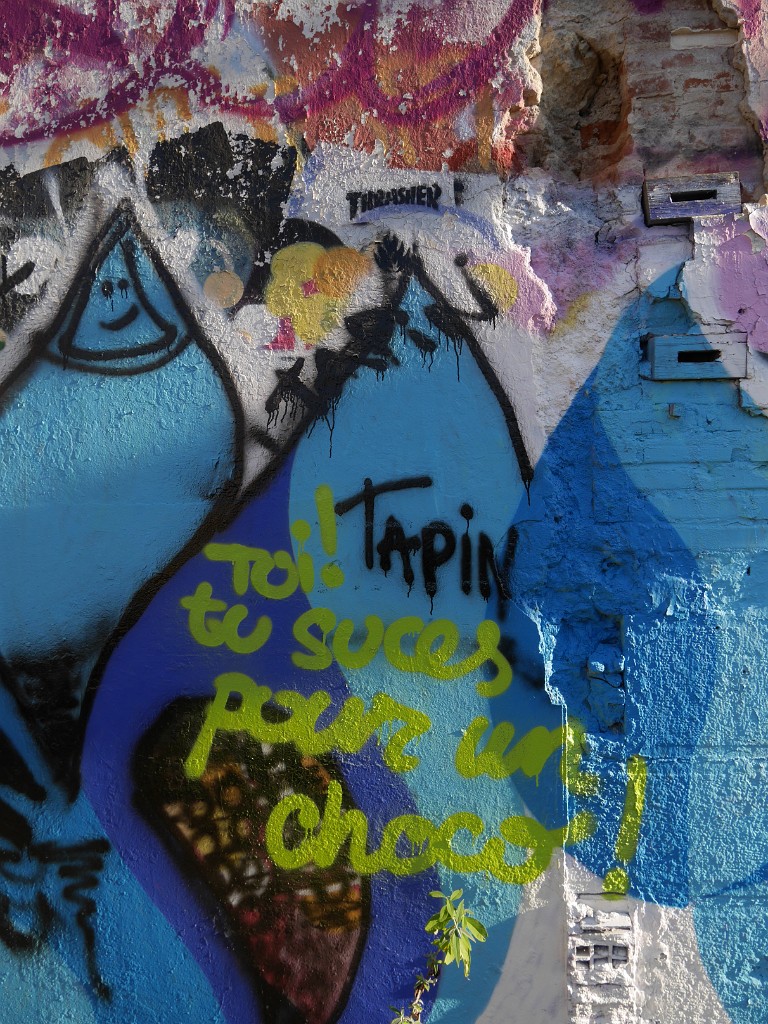 THRASHER
TAPIN
TOi!
tu suces
pour un
choco!